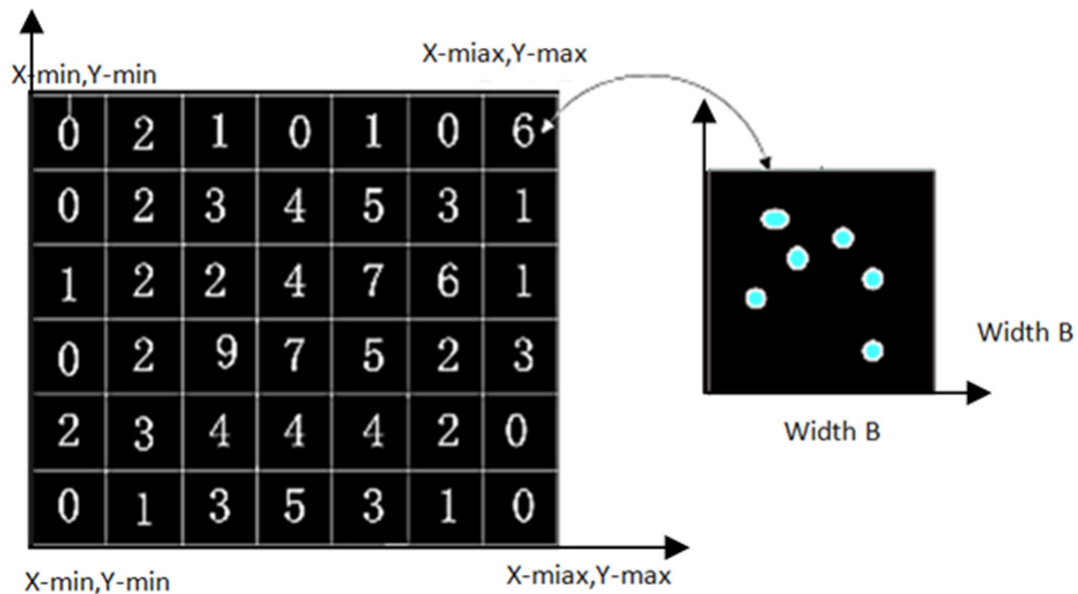 X-miax,Y-max
X-min,Y-min
0 2 1 0 1 0 6
0 2 3 4 5 3 1
1 2 2 4 7 6 1
0 2 9 7 5 2 3
2 3 4 4 4 2 0
0 1 3 5 3 1 0
Width B
Width B
X-min,Y-min
X-miax,Y-max